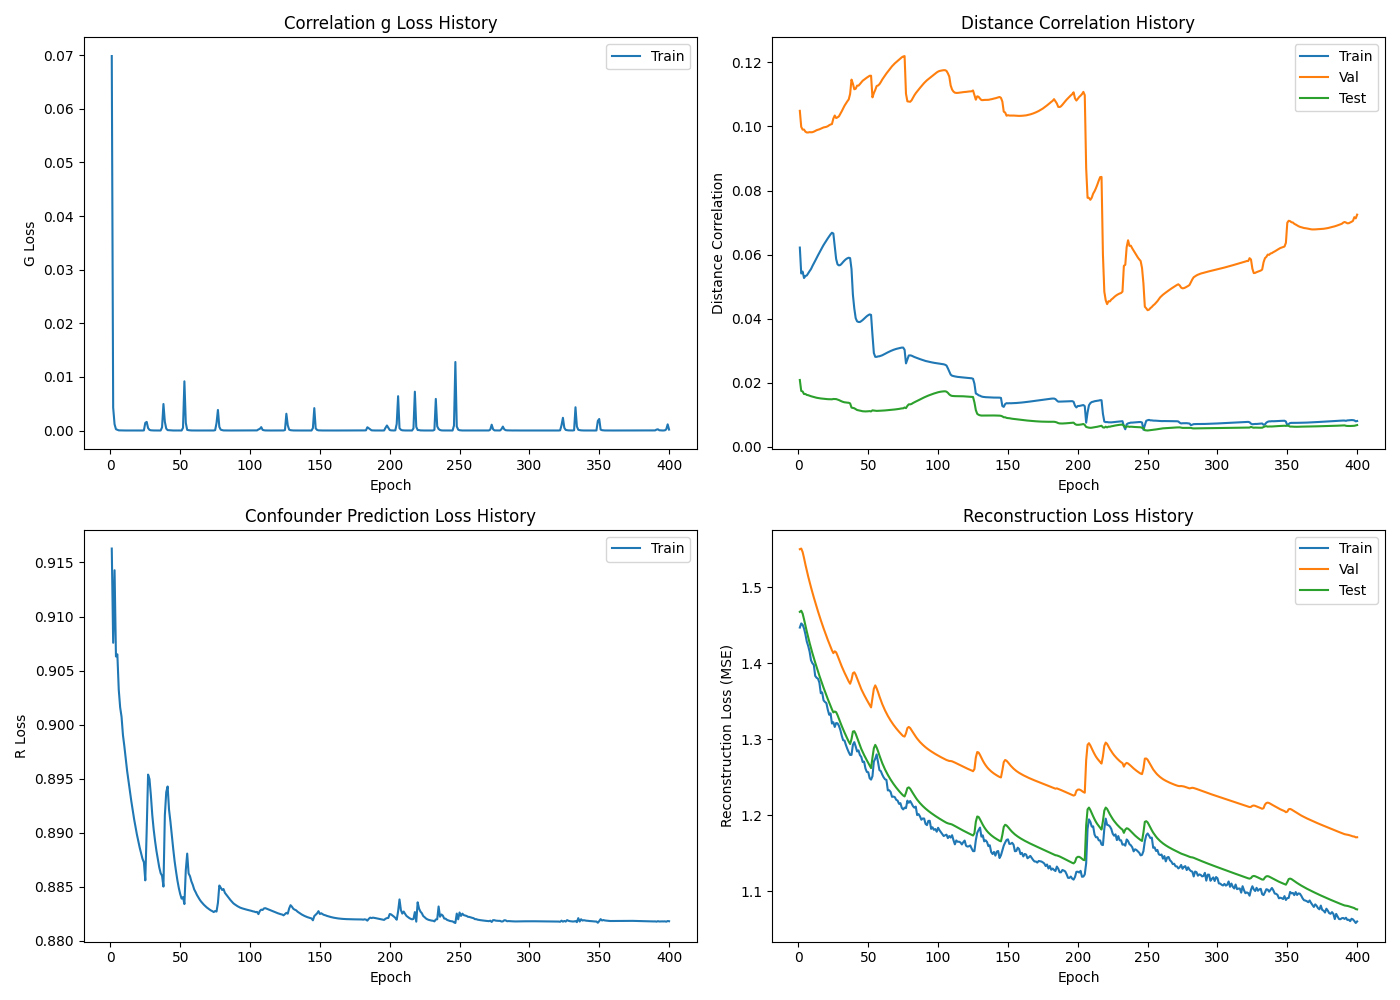 Correlation g Loss History
Train
0.07
0.06
0.05
0.04
0.03
0.02
0.01
0.00
G Loss
0 50 100 150 200 250 300 350 400
Epoch
Distance Correlation History
Train
Val
Test
0.12
0.10
0.08
0.06
0.04
0.02
0.00
Distance Correlation
0 50 100 150 200 250 300 350 400
Epoch
Confounder Prediction Loss History
Train
0.915
0.910
0.905
0.900
0.895
0.890
0.885
0.880
R Loss
0 50 100 150 200 250 300 350 400
Epoch
Reconstruction Loss History
Train
Val
Test
1.5
1.4
1.3
1.2
1.1
Reconstruction Loss (MSE)
0 50 100 150 200 250 300 350 400
Epoch